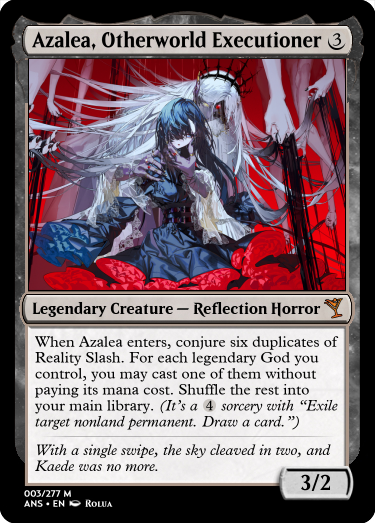 Azalea, Otherworld Executioner 3
Legendary Creature — Reflection Horror
When Azalea enters, conjure six duplicates of
Reality Slash. For each legendary God you
control, you may cast one of them without
paying its mana cost. Shuffle the rest into
your main library. (It's a 4 sorcery with “Exile
target nonland permanent. Draw a card.”)
With a single swipe, the sky cleaved in two, and
Kaede was no more.
3/2
003/277 M
ANS • EN Rolua